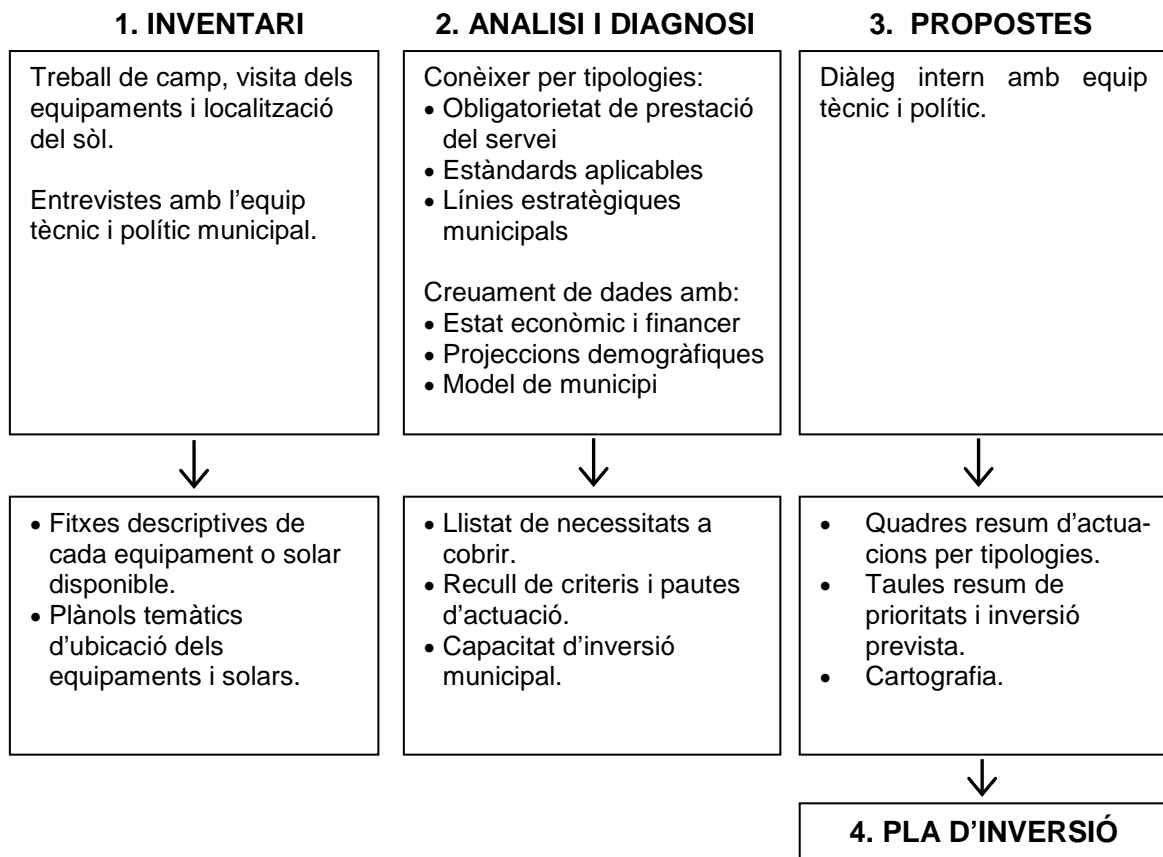 1. INVENTARI
Treball de camp, visita dels
equipaments i localització
del sòl.
Entrevistes amb l’equip
tècnic i polític municipal.
• Fitxes descriptives de
cada equipament o solar
disponible.
• Plànols temàtics
d’ubicació dels
equipaments i solars.
2. ANALISI I DIAGNOSI
Conèixer per tipologies:
• Obligatorietat de prestació
del servei
• Estàndards aplicables
• Línies estratègiques
municipals
Creuament de dades amb:
• Estat econòmic i financer
• Projeccions demogràfiques
• Model de municipi
• Llistat de necessitats a
cobrir.
• Recull de criteris i pautes
d’actuació.
• Capacitat d’inversió
municipal.
3. PROPOSTES
Diàleg intern amb equip
tècnic i polític.
• Quadres resum d’actua-
cions per tipologies.
• Taules resum de
prioritats i inversió
prevista.
• Cartografia.
4. PLA D’INVERSIÓ